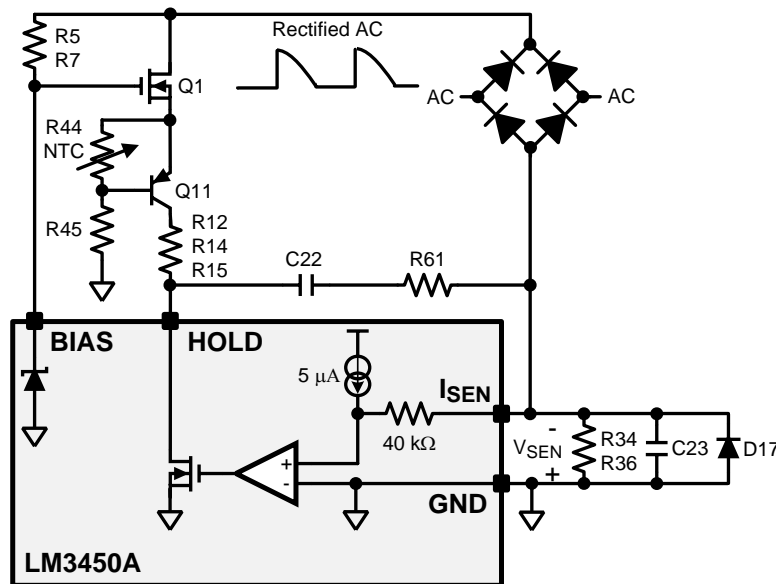 Rectified AC
R5
R7
Q1
AC
AC
R44
NTC
Q11
R45
R12
R14
R15
C22
R61
BIAS
HOLD
5 μA
ISEN
40 kΩ
-
VSEN
+
R34
R36
C23
D17
+
-
GND
LM3450A